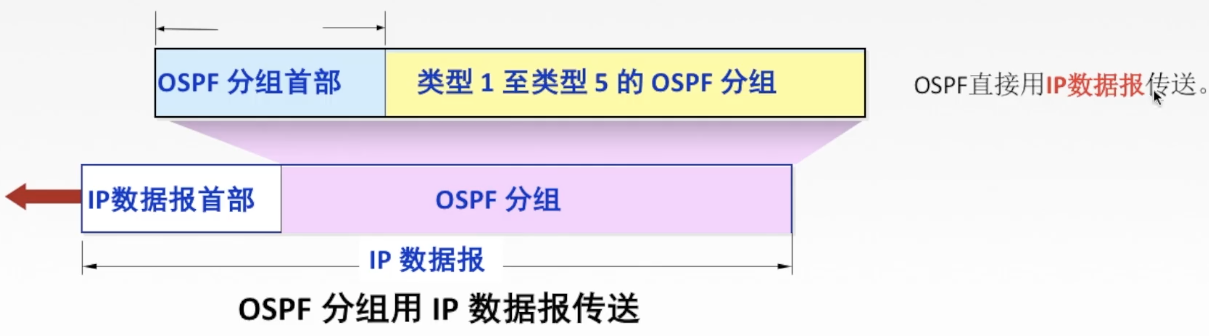 OSPF 分组首部
类型 1 至类型 5 的 OSPF 分组
OSPF直接用IP数据报传送。
IP数据报首部
OSPF 分组
IP 数据报
OSPF 分组用 IP 数据报传送